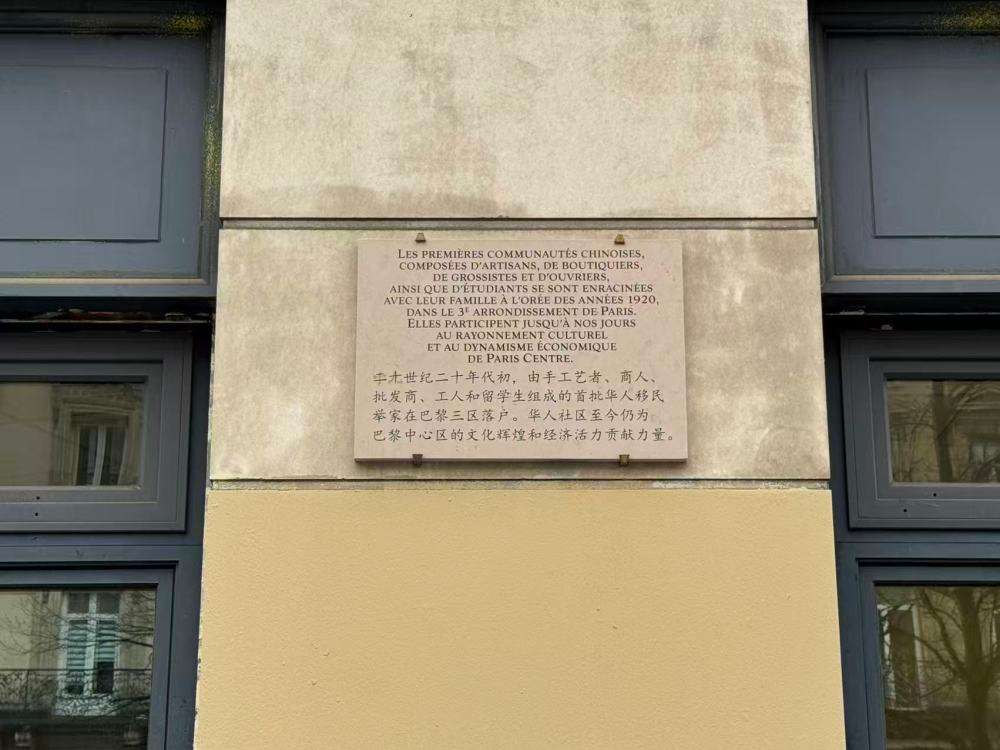 LES PREMIÈRES COMMUNAUTÉS CHINOISES,
COMPOSÉES D'ARTISANS, DE BOUTIQUIERS,
DE GROSSISTES ET D'OUVRIERS,
AINSI QUE D'ÉTUDIANTS SE SONT ENRACINÉES
AVEC LEUR FAMILLE À L'ORÉE DES ANNÉES 1920,
DANS LE 3E ARRONDISSEMENT DE PARIS.
ELLES PARTICIPENT JUSQU'À NOS JOURS
AU RAYONNEMENT CULTUREL
ET AU DYNAMISME ÉCONOMIQUE
DE PARIS CENTRE.
世纪二十年代初，由手工艺者、商人、
批发商、工人和留学生组成的首批华人移民
举家在巴黎三区落户。华人社区至今仍为
巴黎中心区的文化辉煌和经济活力贡献力量。